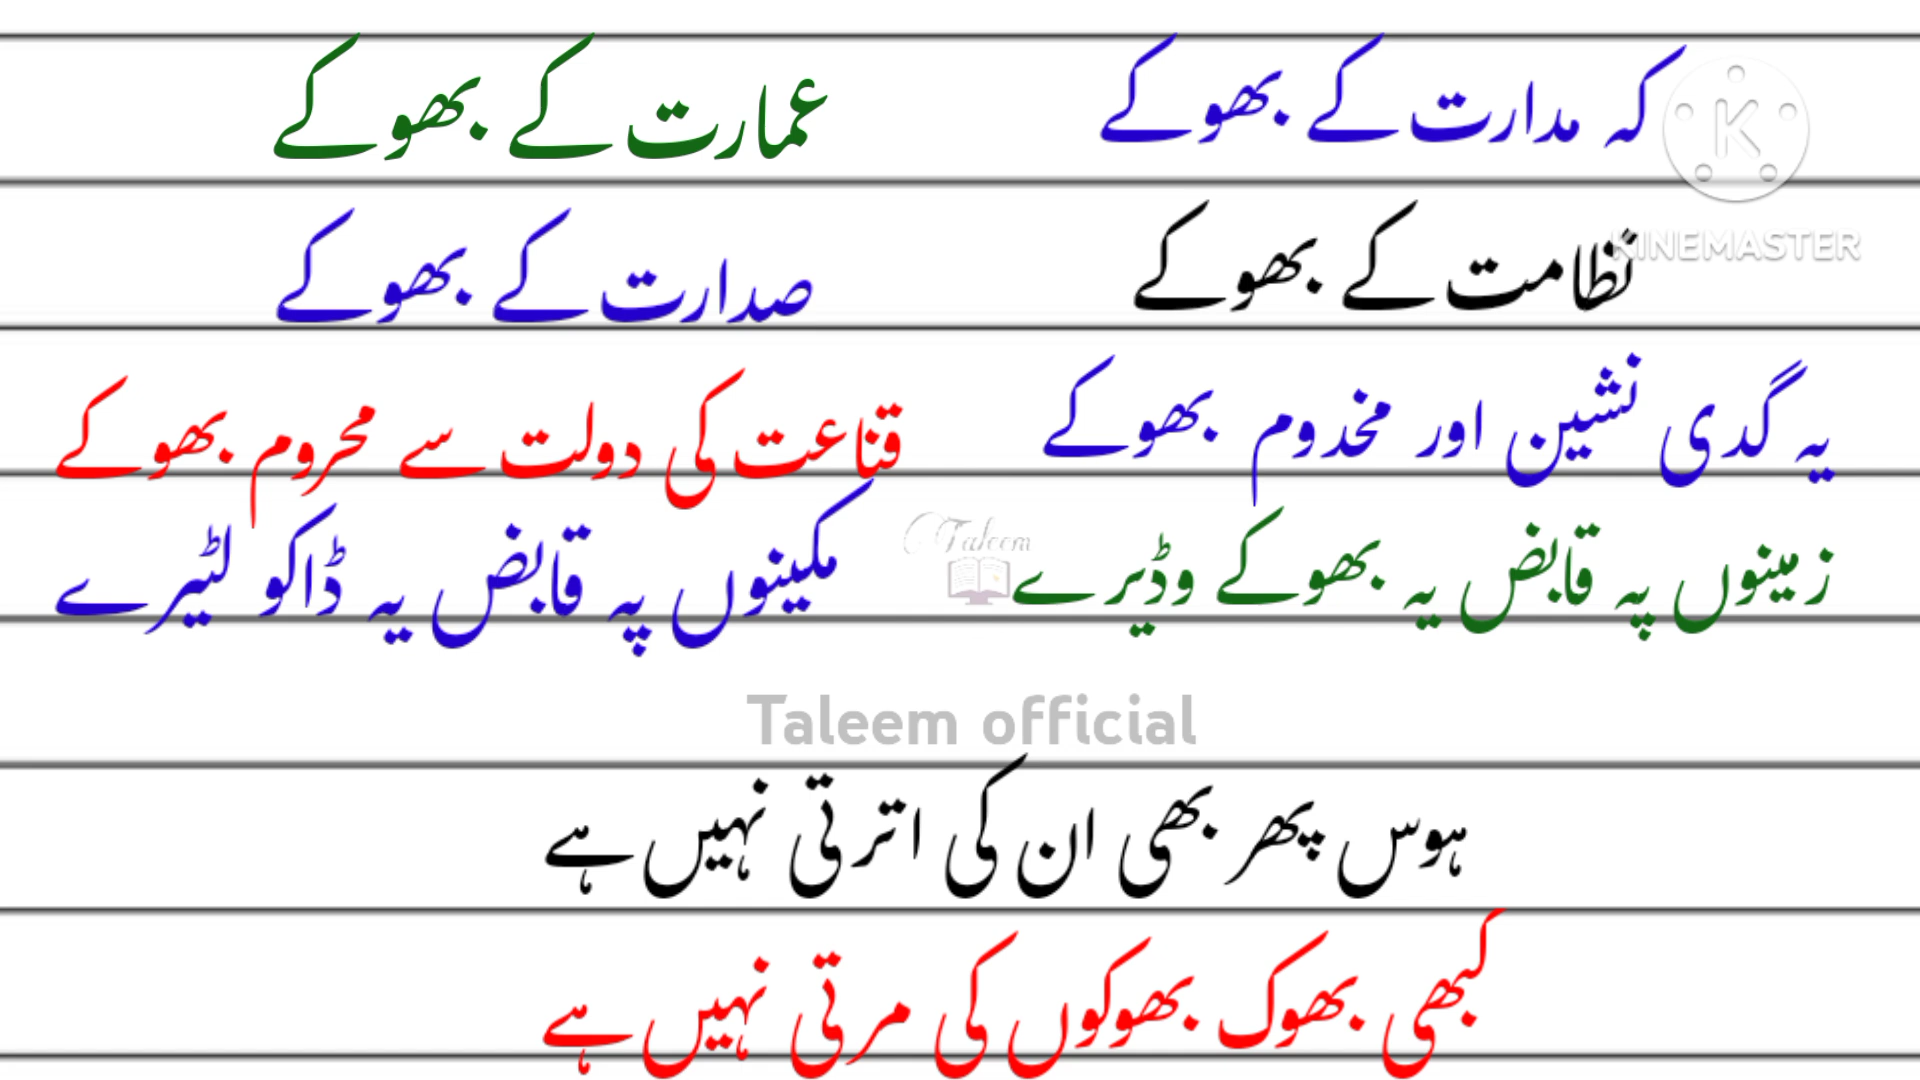 کہ مدارت کے بھوکے عمارت کے بھوکے
نظامت کے بھوکے صدارت کے بھوکے
KINEMASTER
یہ گدی نشین اور مخدوم بھوکے قناعت کی دولت سے محروم بھوکے
زمینوں پہ قابض یہ بھوکے وڈیرے مکینوں پہ قابض یہ ڈاکو لٹیرے
Taleem
Taleem official
ہوس پھر بھی ان کی اترتی نہیں ہے
کبھی بھوک بھوکوں کی مرتی نہیں ہے